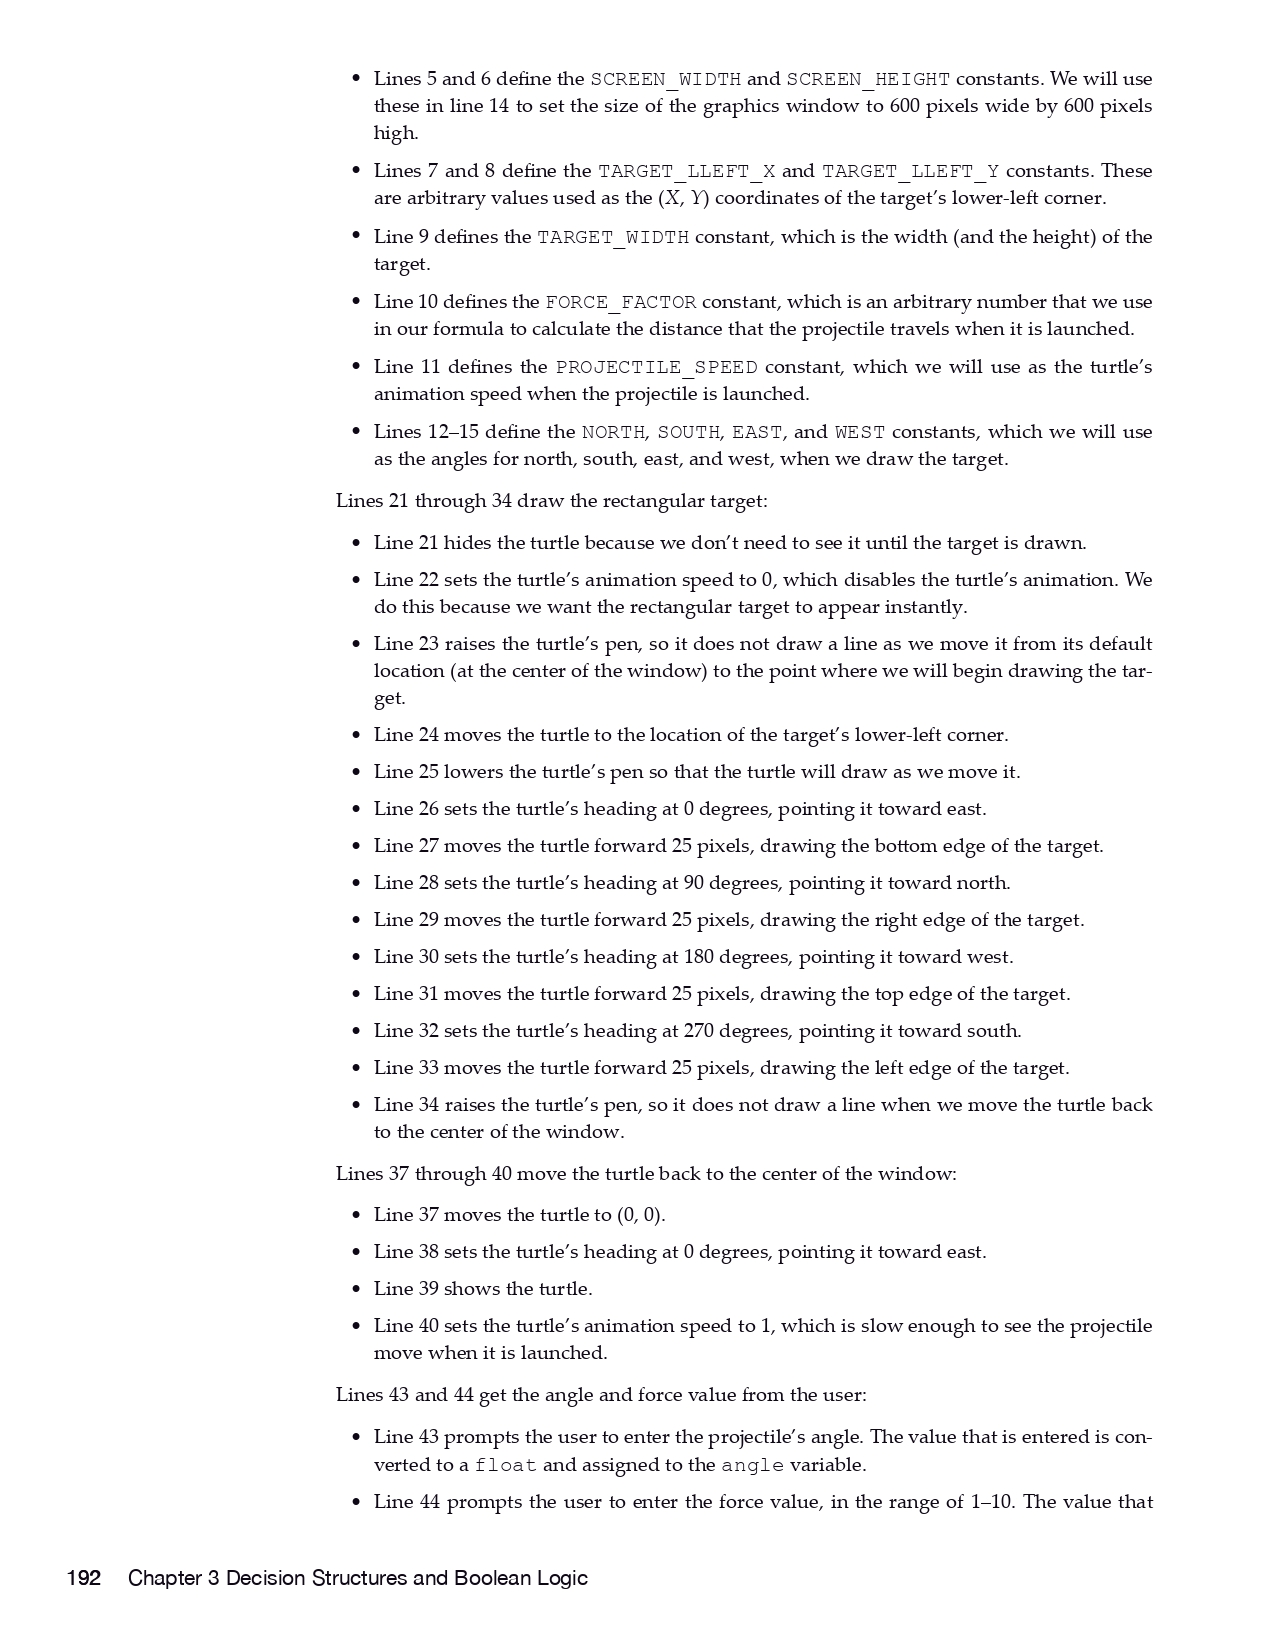 • Lines 5 and 6 define the SCREEN_WIDTH and SCREEN_HEIGHT constants. We will use
these in line 14 to set the size of the graphics window to 600 pixels wide by 600 pixels
high.
• Lines 7 and 8 define the TARGET_LLEFT_X and TARGET_LLEFT_Y constants. These
are arbitrary values used as the (X, Y) coordinates of the target’s lower-left corner.
• Line 9 defines the TARGET_WIDTH constant, which is the width (and the height) of the
target.
• Line 10 defines the FORCE_FACTOR constant, which is an arbitrary number that we use
in our formula to calculate the distance that the projectile travels when it is launched.
• Line 11 defines the PROJECTILE_SPEED constant, which we will use as the turtle’s
animation speed when the projectile is launched.
• Lines 12–15 define the NORTH, SOUTH, EAST, and WEST constants, which we will use
as the angles for north, south, east, and west, when we draw the target.
Lines 21 through 34 draw the rectangular target:
• Line 21 hides the turtle because we don’t need to see it until the target is drawn.
• Line 22 sets the turtle’s animation speed to 0, which disables the turtle’s animation. We
do this because we want the rectangular target to appear instantly.
• Line 23 raises the turtle’s pen, so it does not draw a line as we move it from its default
location (at the center of the window) to the point where we will begin drawing the tar-
get.
• Line 24 moves the turtle to the location of the target’s lower-left corner.
• Line 25 lowers the turtle’s pen so that the turtle will draw as we move it.
• Line 26 sets the turtle’s heading at 0 degrees, pointing it toward east.
• Line 27 moves the turtle forward 25 pixels, drawing the bottom edge of the target.
• Line 28 sets the turtle’s heading at 90 degrees, pointing it toward north.
• Line 29 moves the turtle forward 25 pixels, drawing the right edge of the target.
• Line 30 sets the turtle’s heading at 180 degrees, pointing it toward west.
• Line 31 moves the turtle forward 25 pixels, drawing the top edge of the target.
• Line 32 sets the turtle’s heading at 270 degrees, pointing it toward south.
• Line 33 moves the turtle forward 25 pixels, drawing the left edge of the target.
• Line 34 raises the turtle’s pen, so it does not draw a line when we move the turtle back
to the center of the window.
Lines 37 through 40 move the turtle back to the center of the window:
• Line 37 moves the turtle to (0, 0).
• Line 38 sets the turtle’s heading at 0 degrees, pointing it toward east.
• Line 39 shows the turtle.
• Line 40 sets the turtle’s animation speed to 1, which is slow enough to see the projectile
move when it is launched.
Lines 43 and 44 get the angle and force value from the user:
• Line 43 prompts the user to enter the projectile’s angle. The value that is entered is con-
verted to a float and assigned to the angle variable.
• Line 44 prompts the user to enter the force value, in the range of 1–10. The value that
192 Chapter 3 Decision Structures and Boolean Logic